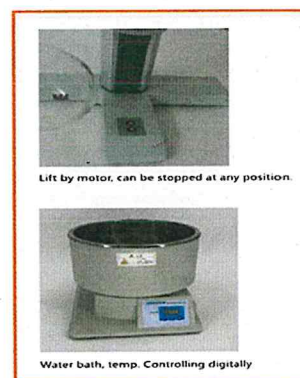 Lift by motor, can be stopped at any position.
Water bath, temp. Controlling digitally